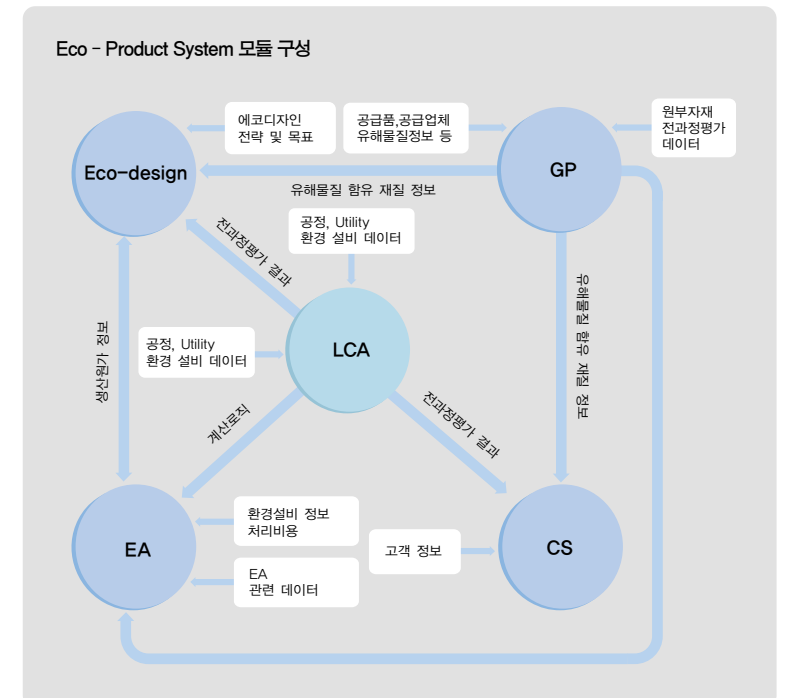 Eco - Product System 모듈 구성
에코디자인
전략 및 목표
공급품,공급업체
유해물질정보 등
원부자재
전과정평가
데이터
Eco-design
GP
유해물질 함유 재질 정보
전과정평가 결과
공정, Utility
환경 설비 데이터
유해물질 함유 재질 정보
생산원가 정보
공정, Utility
환경 설비 데이터
LCA
계산로직
전과정평가 결과
환경설비 정보
처리비용
EA
고객 정보
CS
EA
관련 데이터